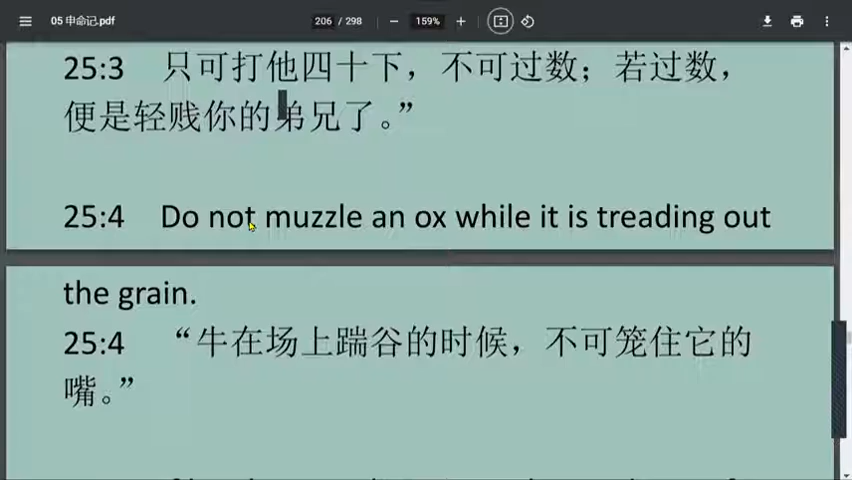 05 申命记.pdf
206 / 298
159%
25:3 只可打他四十下，不可过数；若过数，
便是轻贱你的弟兄了。”
25:4 Do not muzzle an ox while it is treading out
the grain.
25:4 “牛在场上踹谷的时候，不可笼住它的
嘴。”